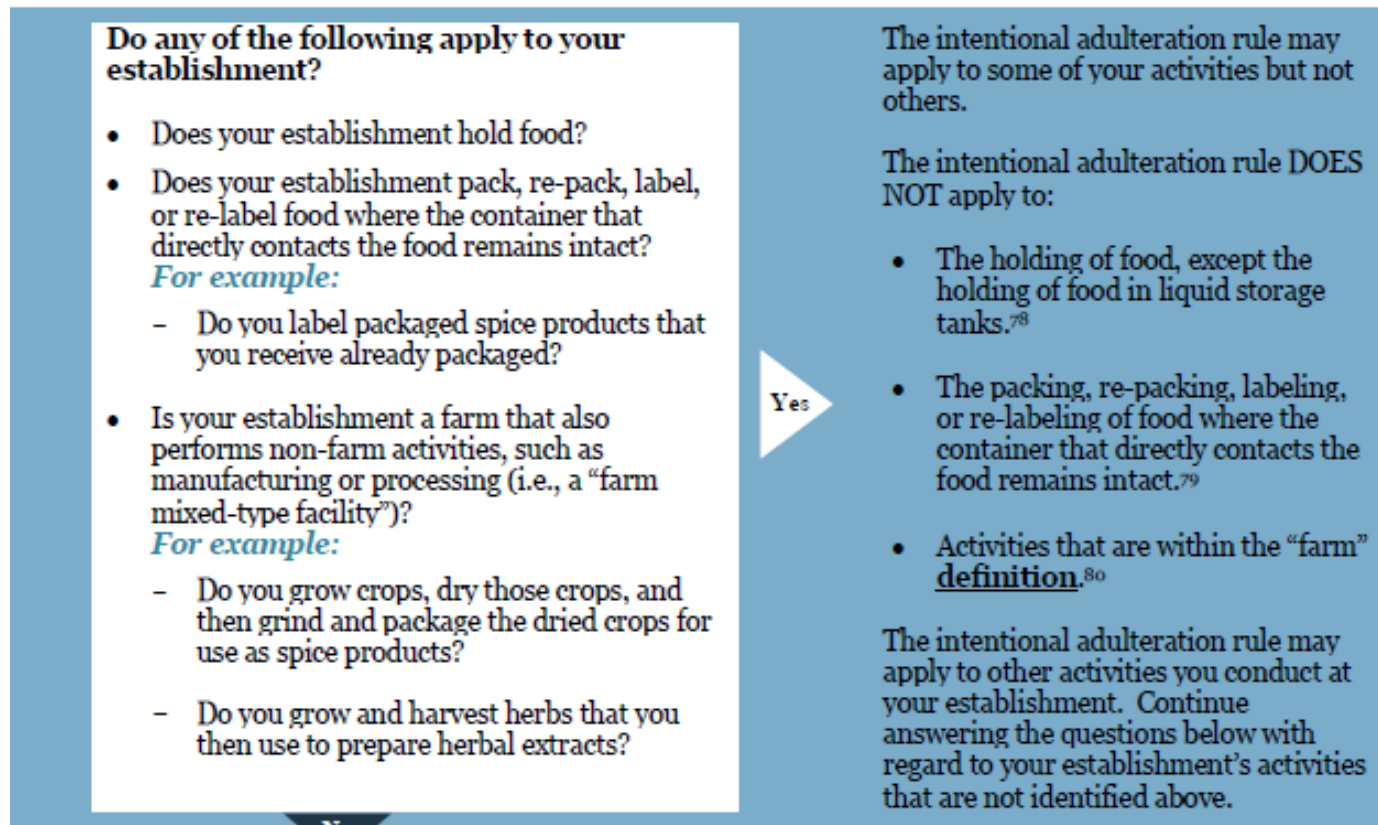 Do any of the following apply to your
establishment?
• Does your establishment hold food?
• Does your establishment pack, re-pack, label,
or re-label food where the container that
directly contacts the food remains intact?
For example:
– Do you label packaged spice products that
you receive already packaged?
• Is your establishment a farm that also
performs non-farm activities, such as
manufacturing or processing (i.e., a “farm
mixed-type facility”)?
For example:
– Do you grow crops, dry those crops, and
then grind and package the dried crops for
use as spice products?
– Do you grow and harvest herbs that you
then use to prepare herbal extracts?
Yes
The intentional adulteration rule may
apply to some of your activities but not
others.
The intentional adulteration rule DOES
NOT apply to:
• The holding of food, except the
holding of food in liquid storage
tanks.78
• The packing, re-packing, labeling,
or re-labeling of food where the
container that directly contacts the
food remains intact.79
• Activities that are within the “farm”
definition.80
The intentional adulteration rule may
apply to other activities you conduct at
your establishment. Continue
answering the questions below with
regard to your establishment’s activities
that are not identified above.